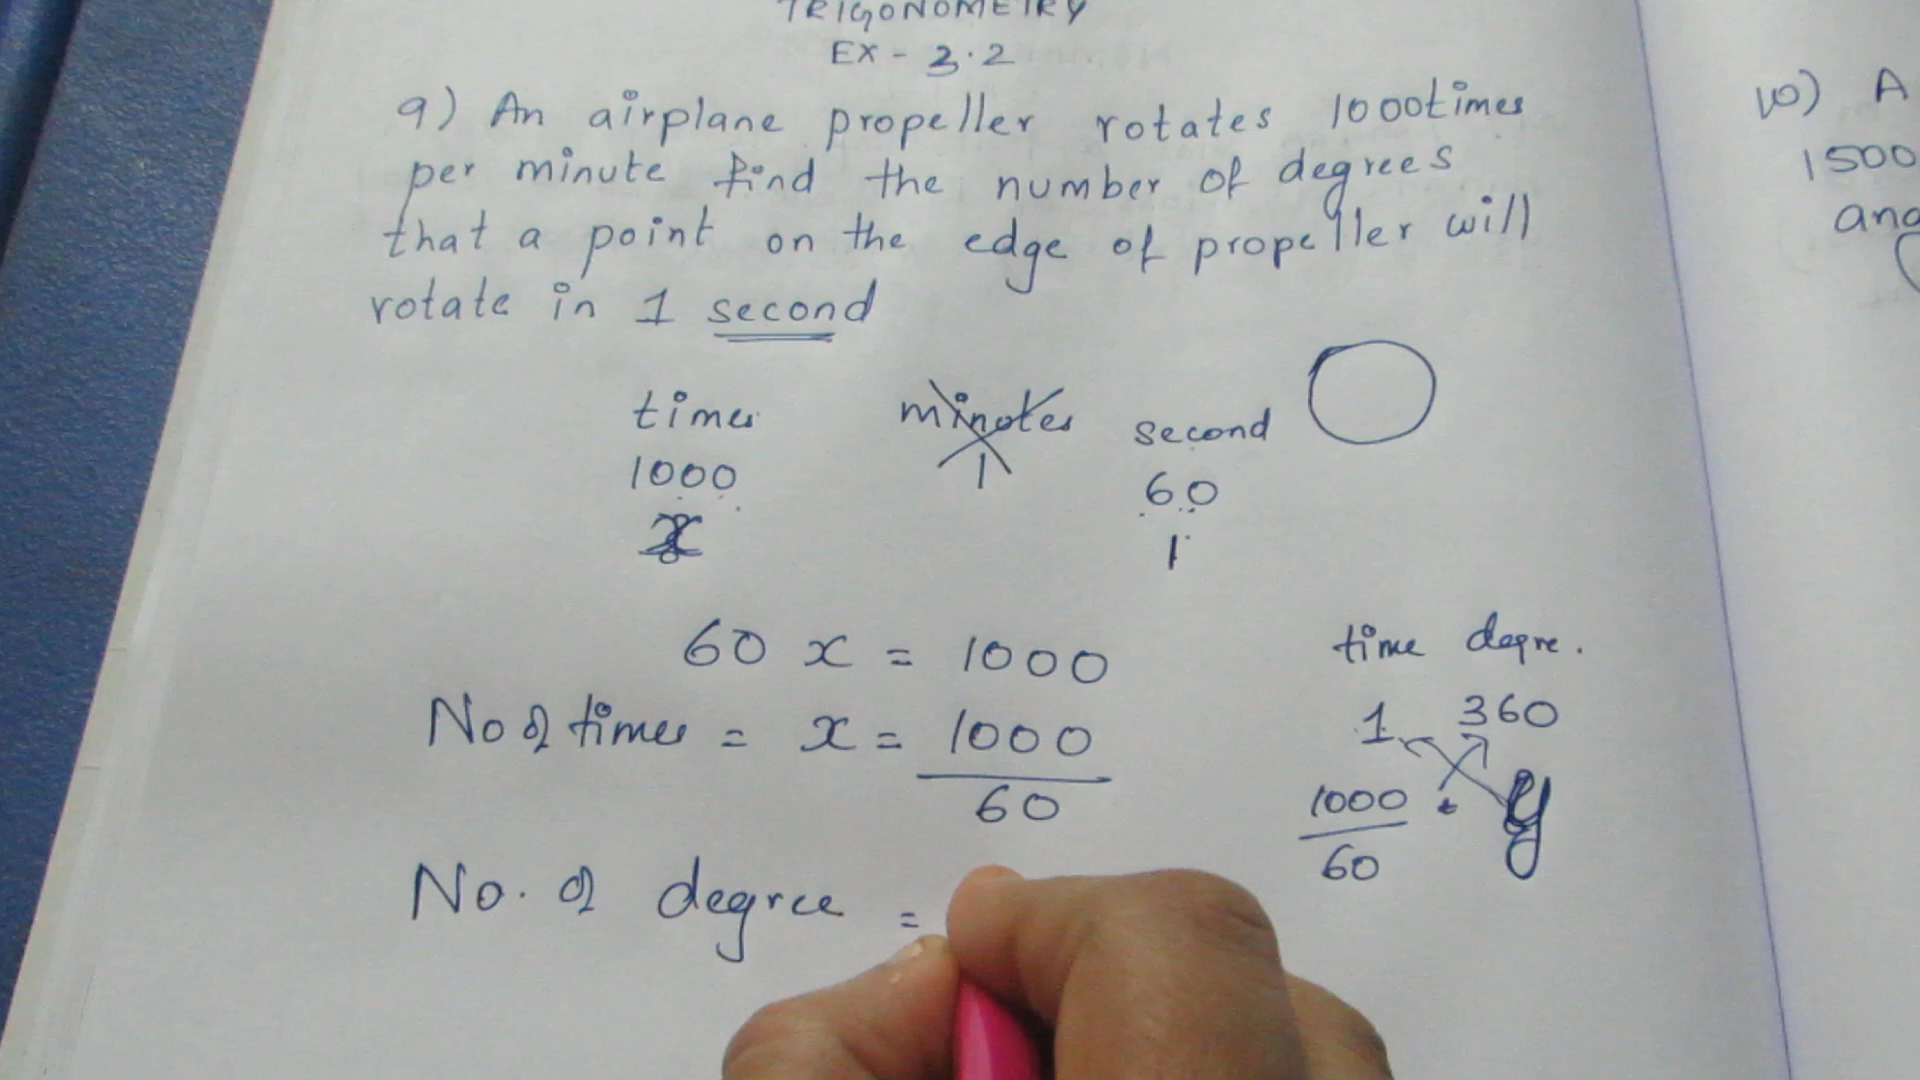 TRIGONOMETRY
EX - 3.2
9) An airplane propeller rotates 1000times
per minute find the number of degrees
that a point on the edge of propeller will
rotate in 1 second
times minutes second
1000 1 60
x 1
60 x = 1000
No of times = x = 1000
60
time degre.
1 360
1000 y
60
No. of degree =
10) A
1500